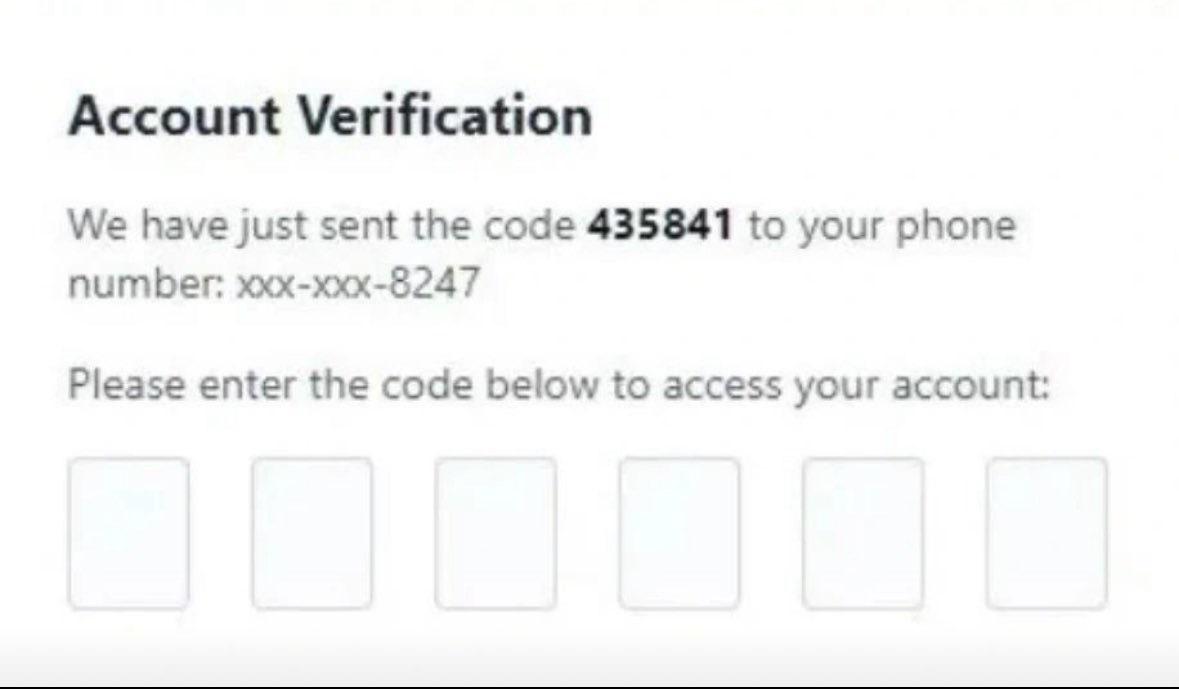 Account Verification
We have just sent the code 435841 to your phone
number: xxx-xxx-8247
Please enter the code below to access your account: